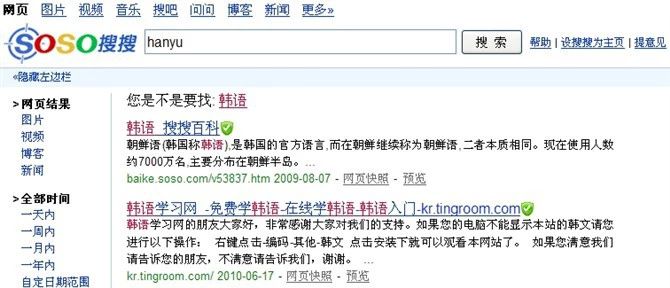 网页 图片 视频 音乐 搜吧 问问 博客 新闻 更多»
SOSO搜搜 hanyu 搜 索 帮助 | 设搜搜为主页 | 提意见
«隐藏左边栏
>网页结果
图片
视频
博客
新闻
>全部时间
一天内
一周内
一月内
一年内
自定日期范围
您是不是要找: 韩语
韩语 搜搜百科
朝鲜语(韩国称韩语),是韩国的官方语言,而在朝鲜继续称为朝鲜语,二者本质相同。现在使用人数
约7000万名,主要分布在朝鲜半岛。 ...
baike.soso.com/v53837.htm 2009-08-07 - 网页快照 - 预览
韩语学习网 -免费学韩语-在线学韩语-韩语入门-kr.tingroom.com
韩语学习网的朋友大家好，非常感谢大家对我们的支持。如果您的电脑不能显示本站的韩文请您
进行以下操作： 右键点击-编码-其他-韩文 点击安装下就可以观看本网站了。 如果您满意我们
请告诉您的朋友，不满意请告诉我们，谢谢。 ...
kr.tingroom.com/ 2010-06-17 - 网页快照 - 预览